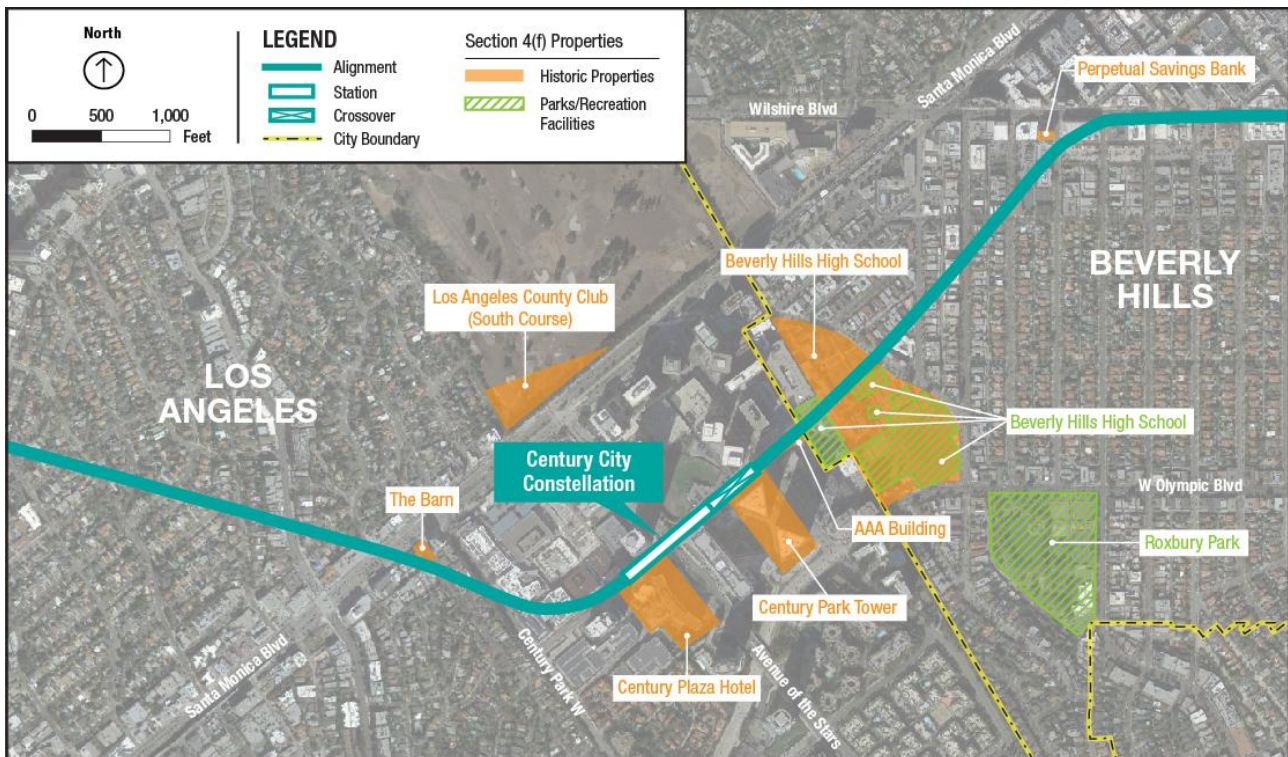 North
0 500 1,000
Feet
LEGEND
Alignment
Station
Crossover
City Boundary
Section 4(f) Properties
Historic Properties
Parks/Recreation
Facilities
Santa Monica Blvd
Perpetual Savings Bank
Wilshire Blvd
Beverly Hills High School
BEVERLY
HILLS
Los Angeles County Club
(South Course)
LOS
ANGELES
Beverly Hills High School
Century City
Constellation
W Olympic Blvd
The Barn
AAA Building
Roxbury Park
Century Park Tower
Santa Monica Blvd
Century Park W
Century Plaza Hotel
Avenue of the Stars